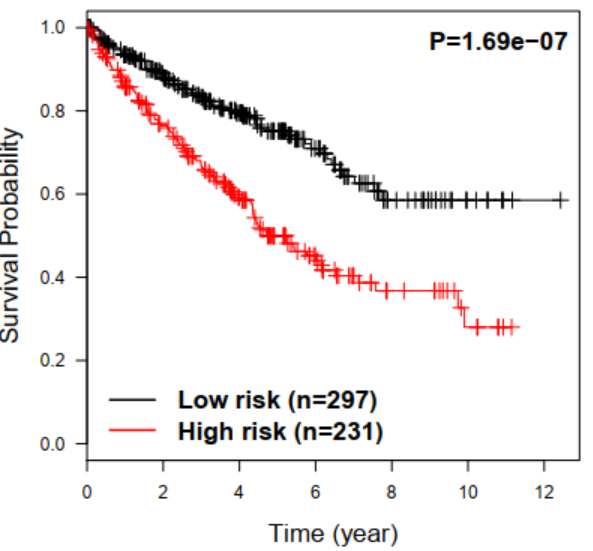 P=1.69e−07
Survival Probability
1.0
0.8
0.6
0.4
0.2
0.0
Low risk (n=297)
High risk (n=231)
0 2 4 6 8 10 12
Time (year)